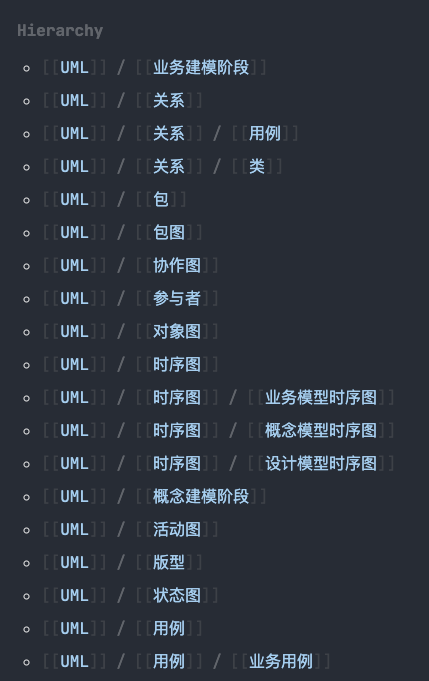 Hierarchy
[[UML]] / [[业务建模阶段]]
[[UML]] / [[关系]]
[[UML]] / [[关系]] / [[用例]]
[[UML]] / [[关系]] / [[类]]
[[UML]] / [[包]]
[[UML]] / [[包图]]
[[UML]] / [[协作图]]
[[UML]] / [[参与者]]
[[UML]] / [[对象图]]
[[UML]] / [[时序图]]
[[UML]] / [[时序图]] / [[业务模型时序图]]
[[UML]] / [[时序图]] / [[概念模型时序图]]
[[UML]] / [[时序图]] / [[设计模型时序图]]
[[UML]] / [[概念建模阶段]]
[[UML]] / [[活动图]]
[[UML]] / [[版型]]
[[UML]] / [[状态图]]
[[UML]] / [[用例]]
[[UML]] / [[用例]] / [[业务用例]]